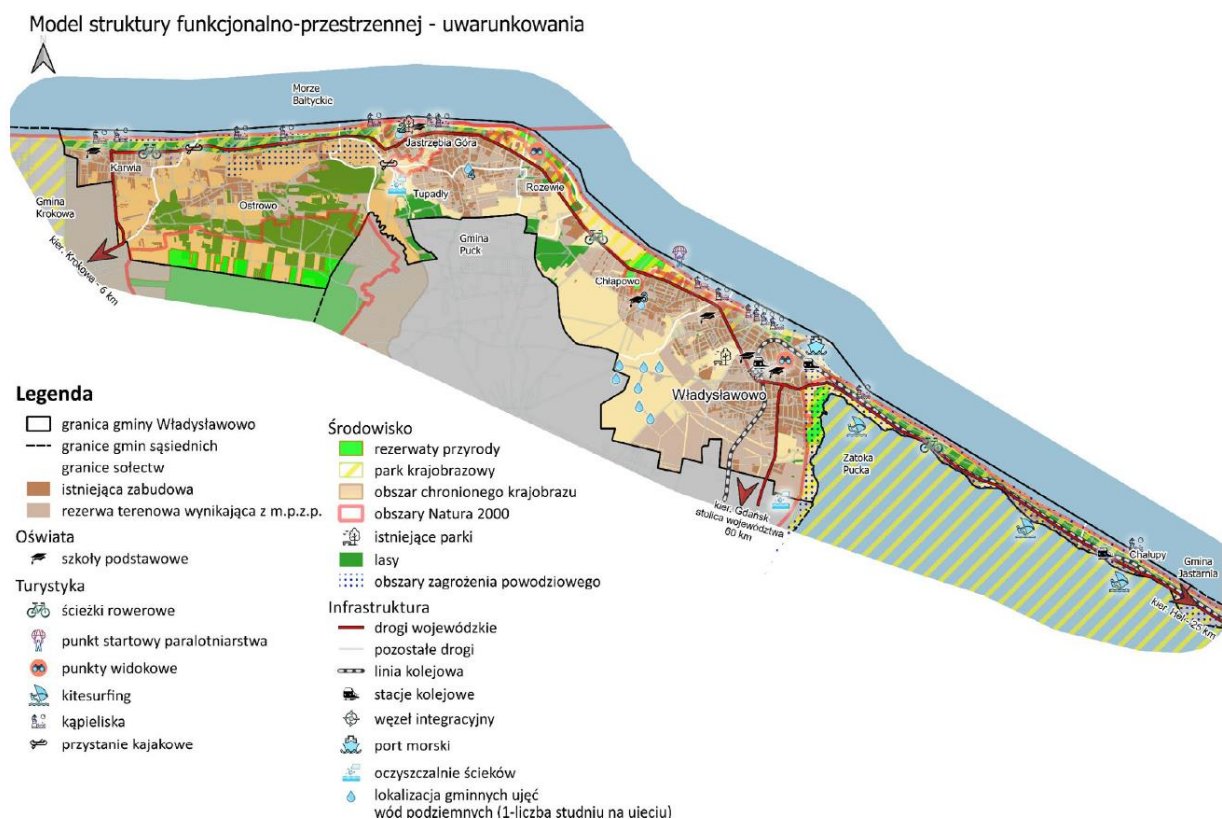 Model struktury funkcjonalno-przestrzennej - uwarunkowania
Morze
Bałtyckie
Jastrzębia Góra
Karwia
Rozewie
Tupadły
Ostrowo
Gmina
Krokowa
Gmina
Puck
kier. Krokowa - 6 km
Chłapowo
Władysławowo
Zatoka
Pucka
kier. Gdańsk
stolica województwa
60 km
Chałupy
Gmina
Jastarnia
kier. Hel - 25 km
Legenda
granica gminy Władysławowo
granice gmin sąsiednich
granice sołectw
istniejąca zabudowa
rezerwa terenowa wynikająca z m.p.z.p.
Oświata
szkoły podstawowe
Turystyka
ścieżki rowerowe
punkt startowy paralotniarstwa
punkty widokowe
kitesurfing
kąpieliska
przystanie kajakowe
Środowisko
rezerwaty przyrody
park krajobrazowy
obszar chronionego krajobrazu
obszary Natura 2000
istniejące parki
lasy
obszary zagrożenia powodziowego
Infrastruktura
drogi wojewódzkie
pozostałe drogi
linia kolejowa
stacje kolejowe
węzeł integracyjny
port morski
oczyszczalnie ścieków
lokalizacja gminnych ujęć
wód podziemnych (1-liczba studniu na ujęciu)